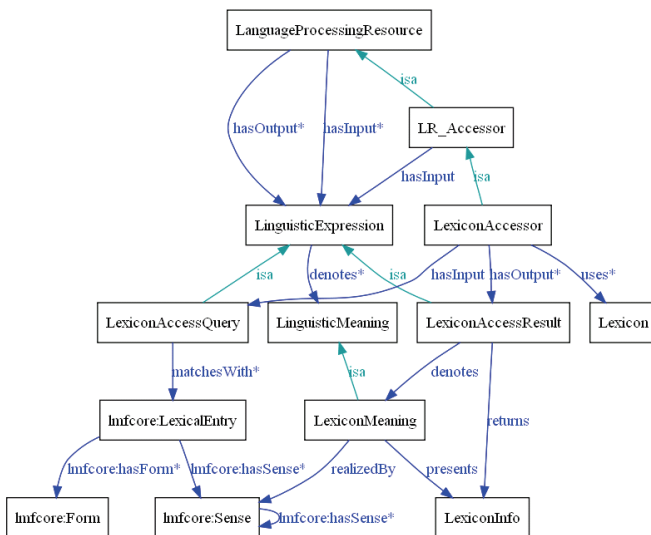 LanguageProcessingResource
isa
hasOutput*
hasInput*
LR_Accessor
hasInput
isa
LinguisticExpression
LexiconAccessor
isa
denotes*
isa
hasInput
hasOutput*
uses*
LexiconAccessQuery
LinguisticMeaning
LexiconAccessResult
Lexicon
matchesWith*
isa
denotes
lmfcore:LexicalEntry
LexiconMeaning
returns
lmfcore:hasForm*
lmfcore:hasSense*
realizedBy
presents
lmfcore:Form
lmfcore:Sense
lmfcore:hasSense*
LexiconInfo